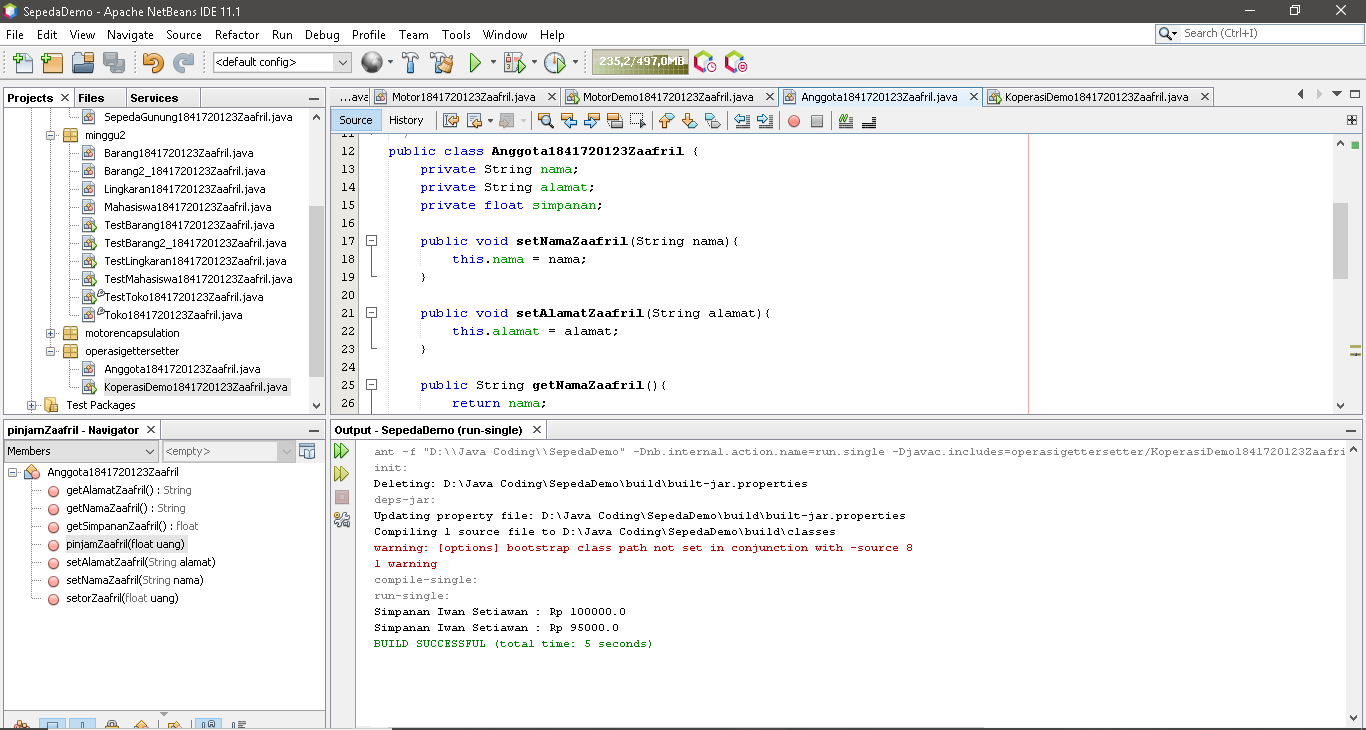 SepedaDemo - Apache NetBeans IDE 11.1
File Edit View Navigate Source Refactor Run Debug Profile Team Tools Window Help
Search (Ctrl+I)
<default config>
235,2/497,0MB
Projects Files Services
SepedaGunung1841720123Zaafril.java
minggu2
Barang1841720123Zaafril.java
Barang2_1841720123Zaafril.java
Lingkaran1841720123Zaafril.java
Mahasiswa1841720123Zaafril.java
TestBarang1841720123Zaafril.java
TestBarang2_1841720123Zaafril.java
TestLingkaran1841720123Zaafril.java
TestMahasiswa1841720123Zaafril.java
TestToko1841720123Zaafril.java
Toko1841720123Zaafril.java
motorencapsulation
operasigettersetter
Anggota1841720123Zaafril.java
KoperasiDemo1841720123Zaafril.java
Test Packages
...ava Motor1841720123Zaafril.java MotorDemo1841720123Zaafril.java Anggota1841720123Zaafril.java KoperasiDemo1841720123Zaafril.java
Source History
11 */
12 public class Anggota1841720123Zaafril {
13 private String nama;
14 private String alamat;
15 private float simpanan;
16
17 public void setNamaZaafril(String nama){
18 this.nama = nama;
19 }
20
21 public void setAlamatZaafril(String alamat){
22 this.alamat = alamat;
23 }
24
25 public String getNamaZaafril(){
26 return nama;
pinjamZaafril - Navigator
Members <empty>
Anggota1841720123Zaafril
getAlamatZaafril() : String
getNamaZaafril() : String
getSimpananZaafril() : float
pinjamZaafril(float uang)
setAlamatZaafril(String alamat)
setNamaZaafril(String nama)
setorZaafril(float uang)
Output - SepedaDemo (run-single)
ant -f "D:\\Java Coding\\SepedaDemo" -Dnb.internal.action.name=run.single -Djavac.includes=operasigettersetter/KoperasiDemo1841720123Zaafri
init:
Deleting: D:\Java Coding\SepedaDemo\build\built-jar.properties
deps-jar:
Updating property file: D:\Java Coding\SepedaDemo\build\built-jar.properties
Compiling 1 source file to D:\Java Coding\SepedaDemo\build\classes
warning: [options] bootstrap class path not set in conjunction with -source 8
1 warning
compile-single:
run-single:
Simpanan Iwan Setiawan : Rp 100000.0
Simpanan Iwan Setiawan : Rp 95000.0
BUILD SUCCESSFUL (total time: 5 seconds)